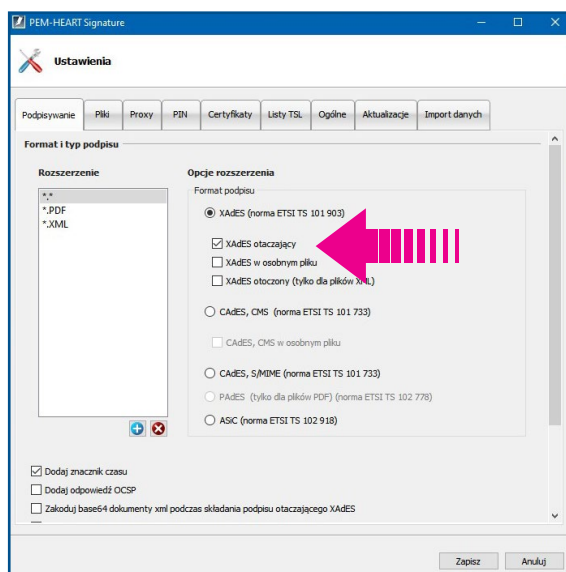 PEM-HEART Signature
Ustawienia
Podpisywanie Pliki Proxy PIN Certyfikaty Listy TSL Ogólne Aktualizacje Import danych
Format i typ podpisu
Rozszerzenie
*.*
*.PDF
*.XML
Opcje rozszerzenia
Format podpisu
XAdES (norma ETSI TS 101 903)
XAdES otaczający
XAdES w osobnym pliku
XAdES otoczony (tylko dla plików XML)
CAdES, CMS (norma ETSI TS 101 733)
CAdES, CMS w osobnym pliku
CAdES, S/MIME (norma ETSI TS 101 733)
PAdES (tylko dla plików PDF) (norma ETSI TS 102 778)
ASiC (norma ETSI TS 102 918)
Dodaj znacznik czasu
Dodaj odpowiedź OCSP
Zakoduj base64 dokumenty xml podczas składania podpisu otaczającego XAdES
Zapisz Anuluj